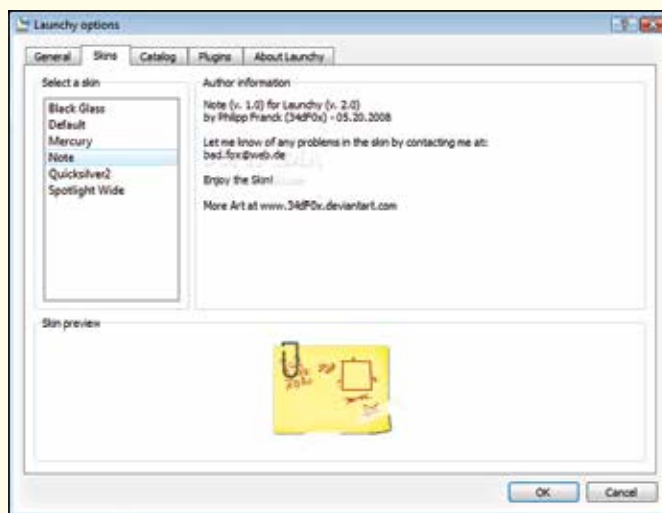 Launchy options
General Skins Catalog Plugins About Launchy
Select a skin
Black Glass
Default
Mercury
Note
Quicksilver2
Spotlight Wide
Author information
Note (v. 1.0) for Launchy (v. 2.0)
by Philipp Franck (34dF0x) - 05.20.2008
Let me know of any problems in the skin by contacting me at:
bad.fox@web.de
Enjoy the Skin!
More Art at www.34dF0x.deviantart.com
Skin preview
OK Cancel